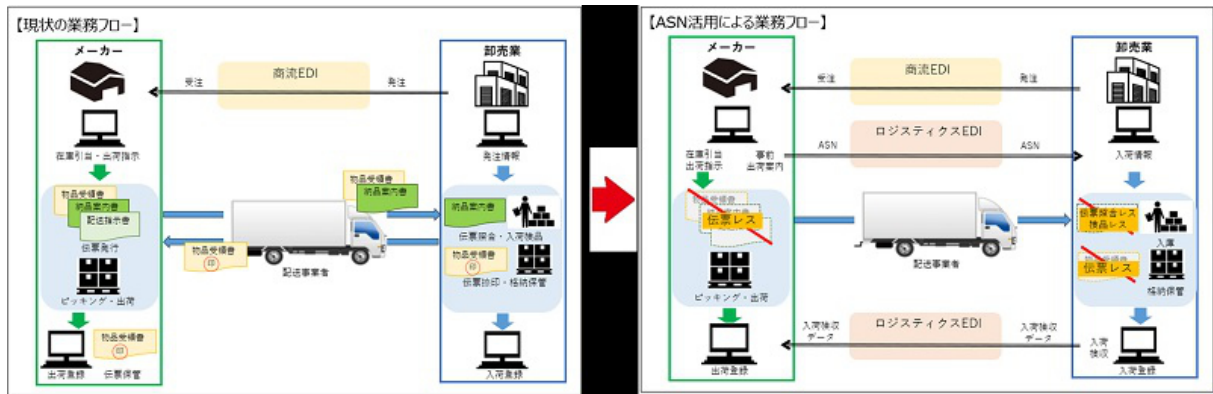 【現状の業務フロー】
メーカー
卸売業
商流EDI
受注
発注
在庫引当・出荷指示
発注情報
物品受領書
納品案内書
配送指示書
伝票発行
物品受領書
納品案内書
物品受領書
印
配送事業者
納品案内書
伝票照合・入荷検品
物品受領書
印
伝票捺印・格納保管
ピッキング・出荷
物品受領書
印
出荷登録
伝票保管
入荷登録
【ASN活用による業務フロー】
メーカー
卸売業
商流EDI
受注
発注
ロジスティクスEDI
ASN
ASN
在庫引当
出荷指示
事前
出荷案内
入荷情報
物品受領書
伝票レス
配送事業者
伝票照合レス
検品レス
入庫
伝票レス
格納保管
ピッキング・出荷
入荷検収
データ
ロジスティクスEDI
入荷検収
データ
入荷
検収
出荷登録
入荷登録